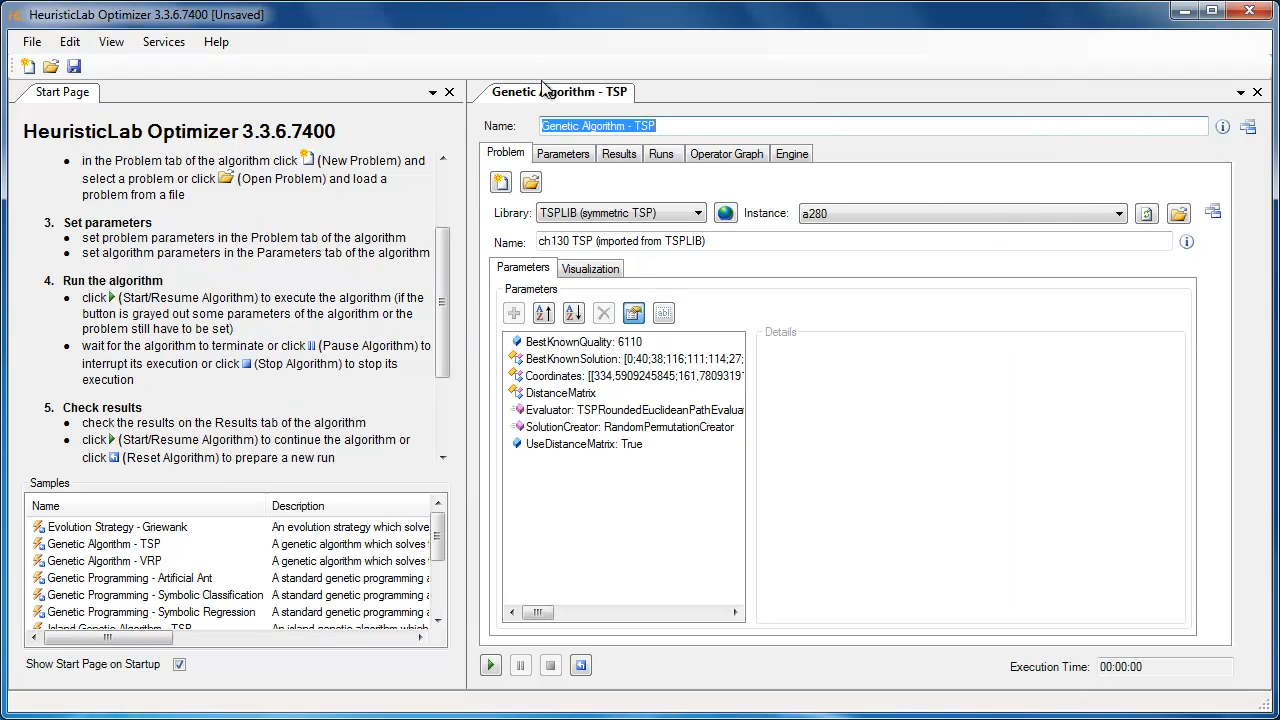 HeuristicLab Optimizer 3.3.6.7400 [Unsaved]
File Edit View Services Help
Start Page
HeuristicLab Optimizer 3.3.6.7400
in the Problem tab of the algorithm click (New Problem) and
select a problem or click (Open Problem) and load a
problem from a file
3. Set parameters
set problem parameters in the Problem tab of the algorithm
set algorithm parameters in the Parameters tab of the algorithm
4. Run the algorithm
click (Start/Resume Algorithm) to execute the algorithm (if the
button is grayed out some parameters of the algorithm or the
problem still have to be set)
wait for the algorithm to terminate or click (Pause Algorithm) to
interrupt its execution or click (Stop Algorithm) to stop its
execution
5. Check results
check the results on the Results tab of the algorithm
click (Start/Resume Algorithm) to continue the algorithm or
click (Reset Algorithm) to prepare a new run
Samples
Name Description
Evolution Strategy - Griewank An evolution strategy which solve
Genetic Algorithm - TSP A genetic algorithm which solves
Genetic Algorithm - VRP A genetic algorithm which solves
Genetic Programming - Artificial Ant A standard genetic programming
Genetic Programming - Symbolic Classification A standard genetic programming
Genetic Programming - Symbolic Regression A standard genetic programming
Island Genetic Algorithm - TSP An island genetic algorithm which
Show Start Page on Startup
Genetic Algorithm - TSP
Name: Genetic Algorithm - TSP
Problem Parameters Results Runs Operator Graph Engine
Library: TSPLIB (symmetric TSP) Instance: a280
Name: ch130 TSP (imported from TSPLIB)
Parameters Visualization
Parameters
BestKnownQuality: 6110
BestKnownSolution: [0;40;38;116;111;114;27;
Coordinates: [[334,5909245845;161,7809319
DistanceMatrix
Evaluator: TSPRoundedEuclideanPathEvalua
SolutionCreator: RandomPermutationCreator
UseDistanceMatrix: True
Details
Execution Time: 00:00:00